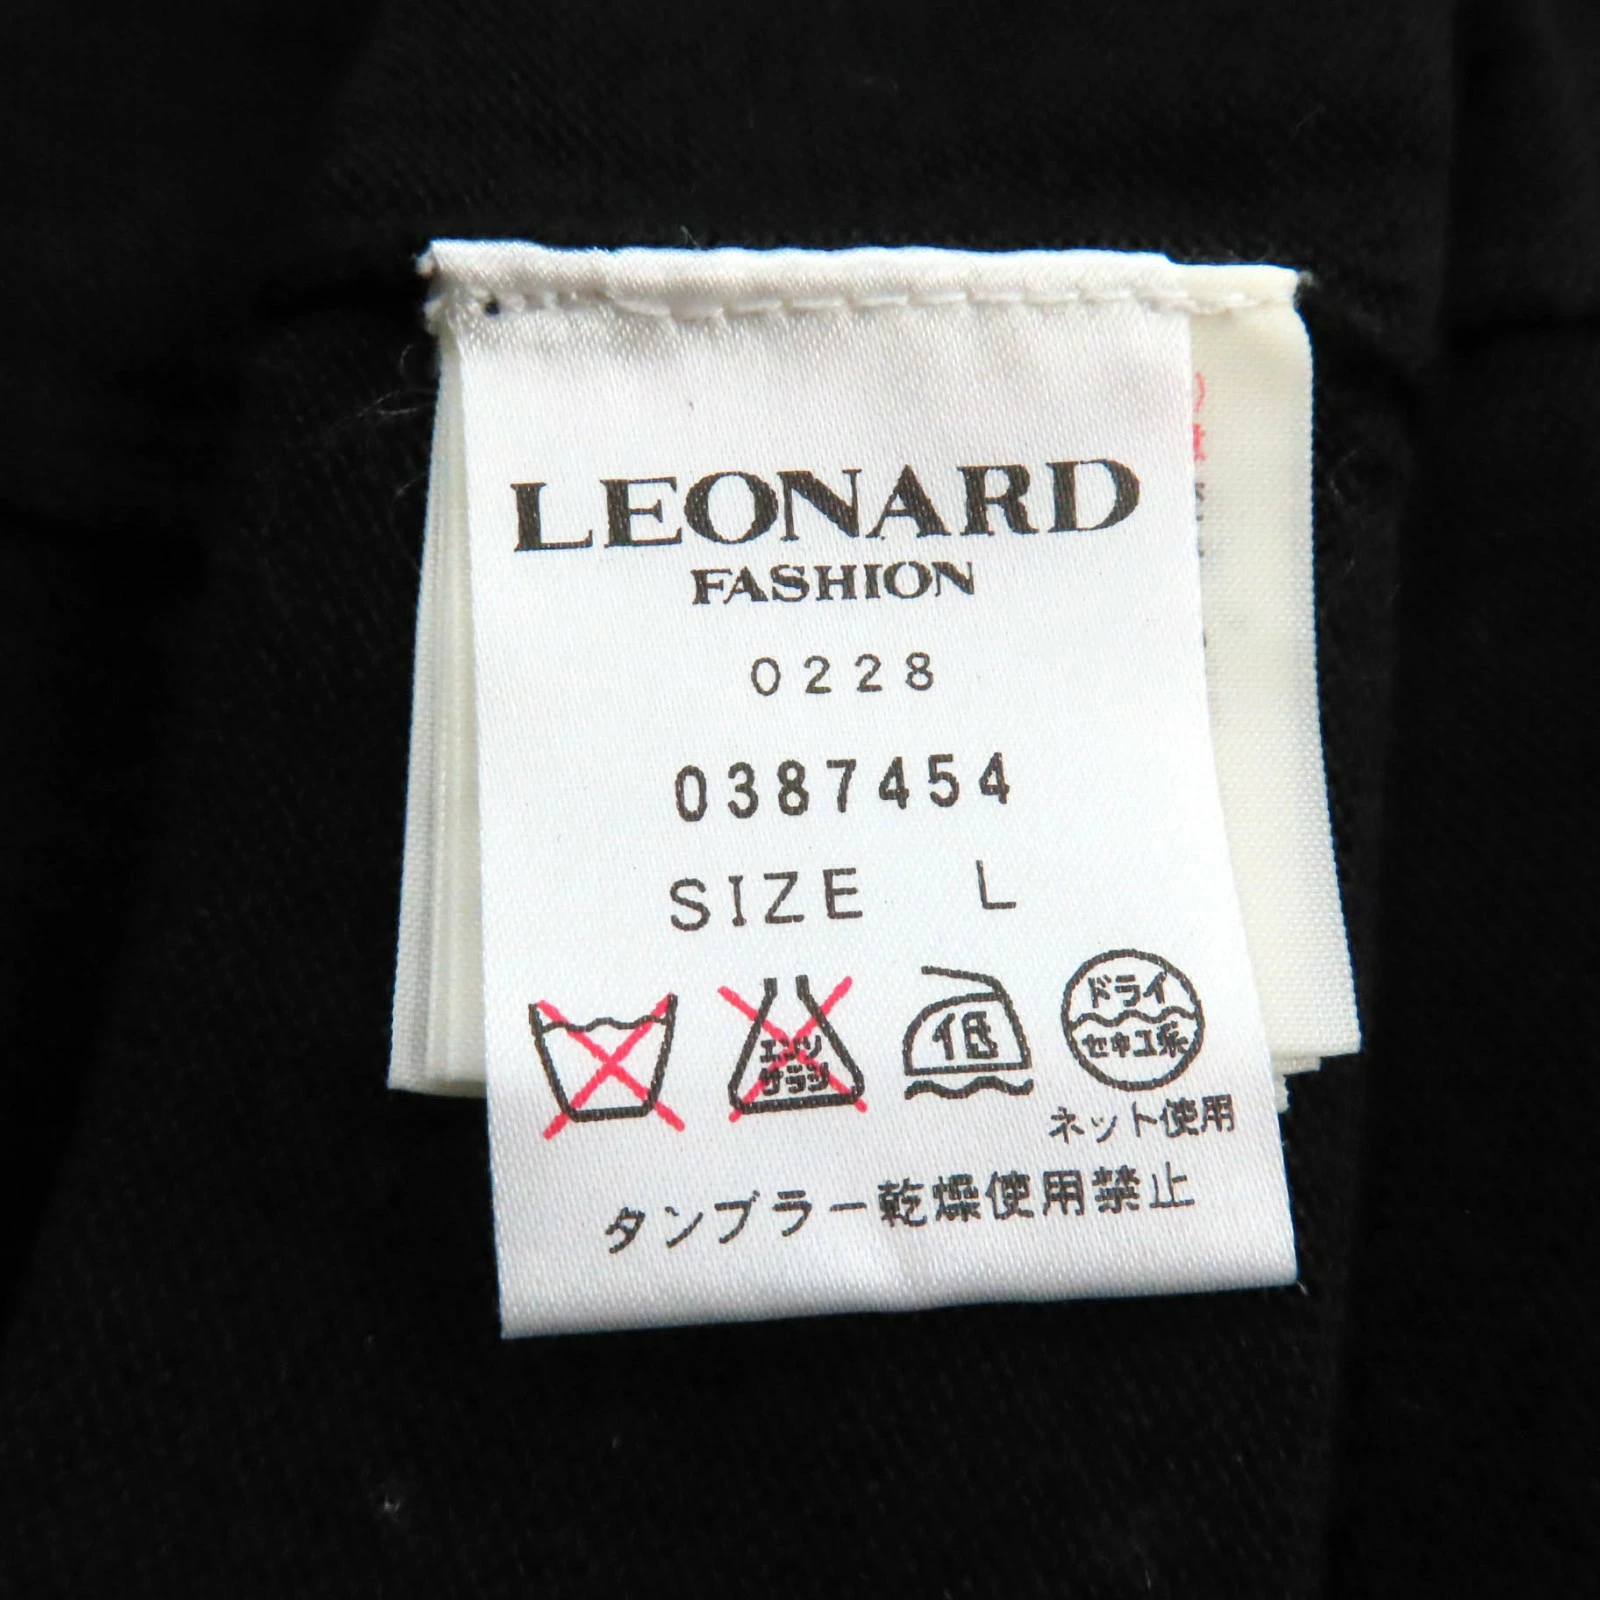 LEONARD
FASHION
0228
0387454
SIZE L
エンソ
サラシ
低
ドライ
セキユ系
ネット使用
タンブラー乾燥使用禁止